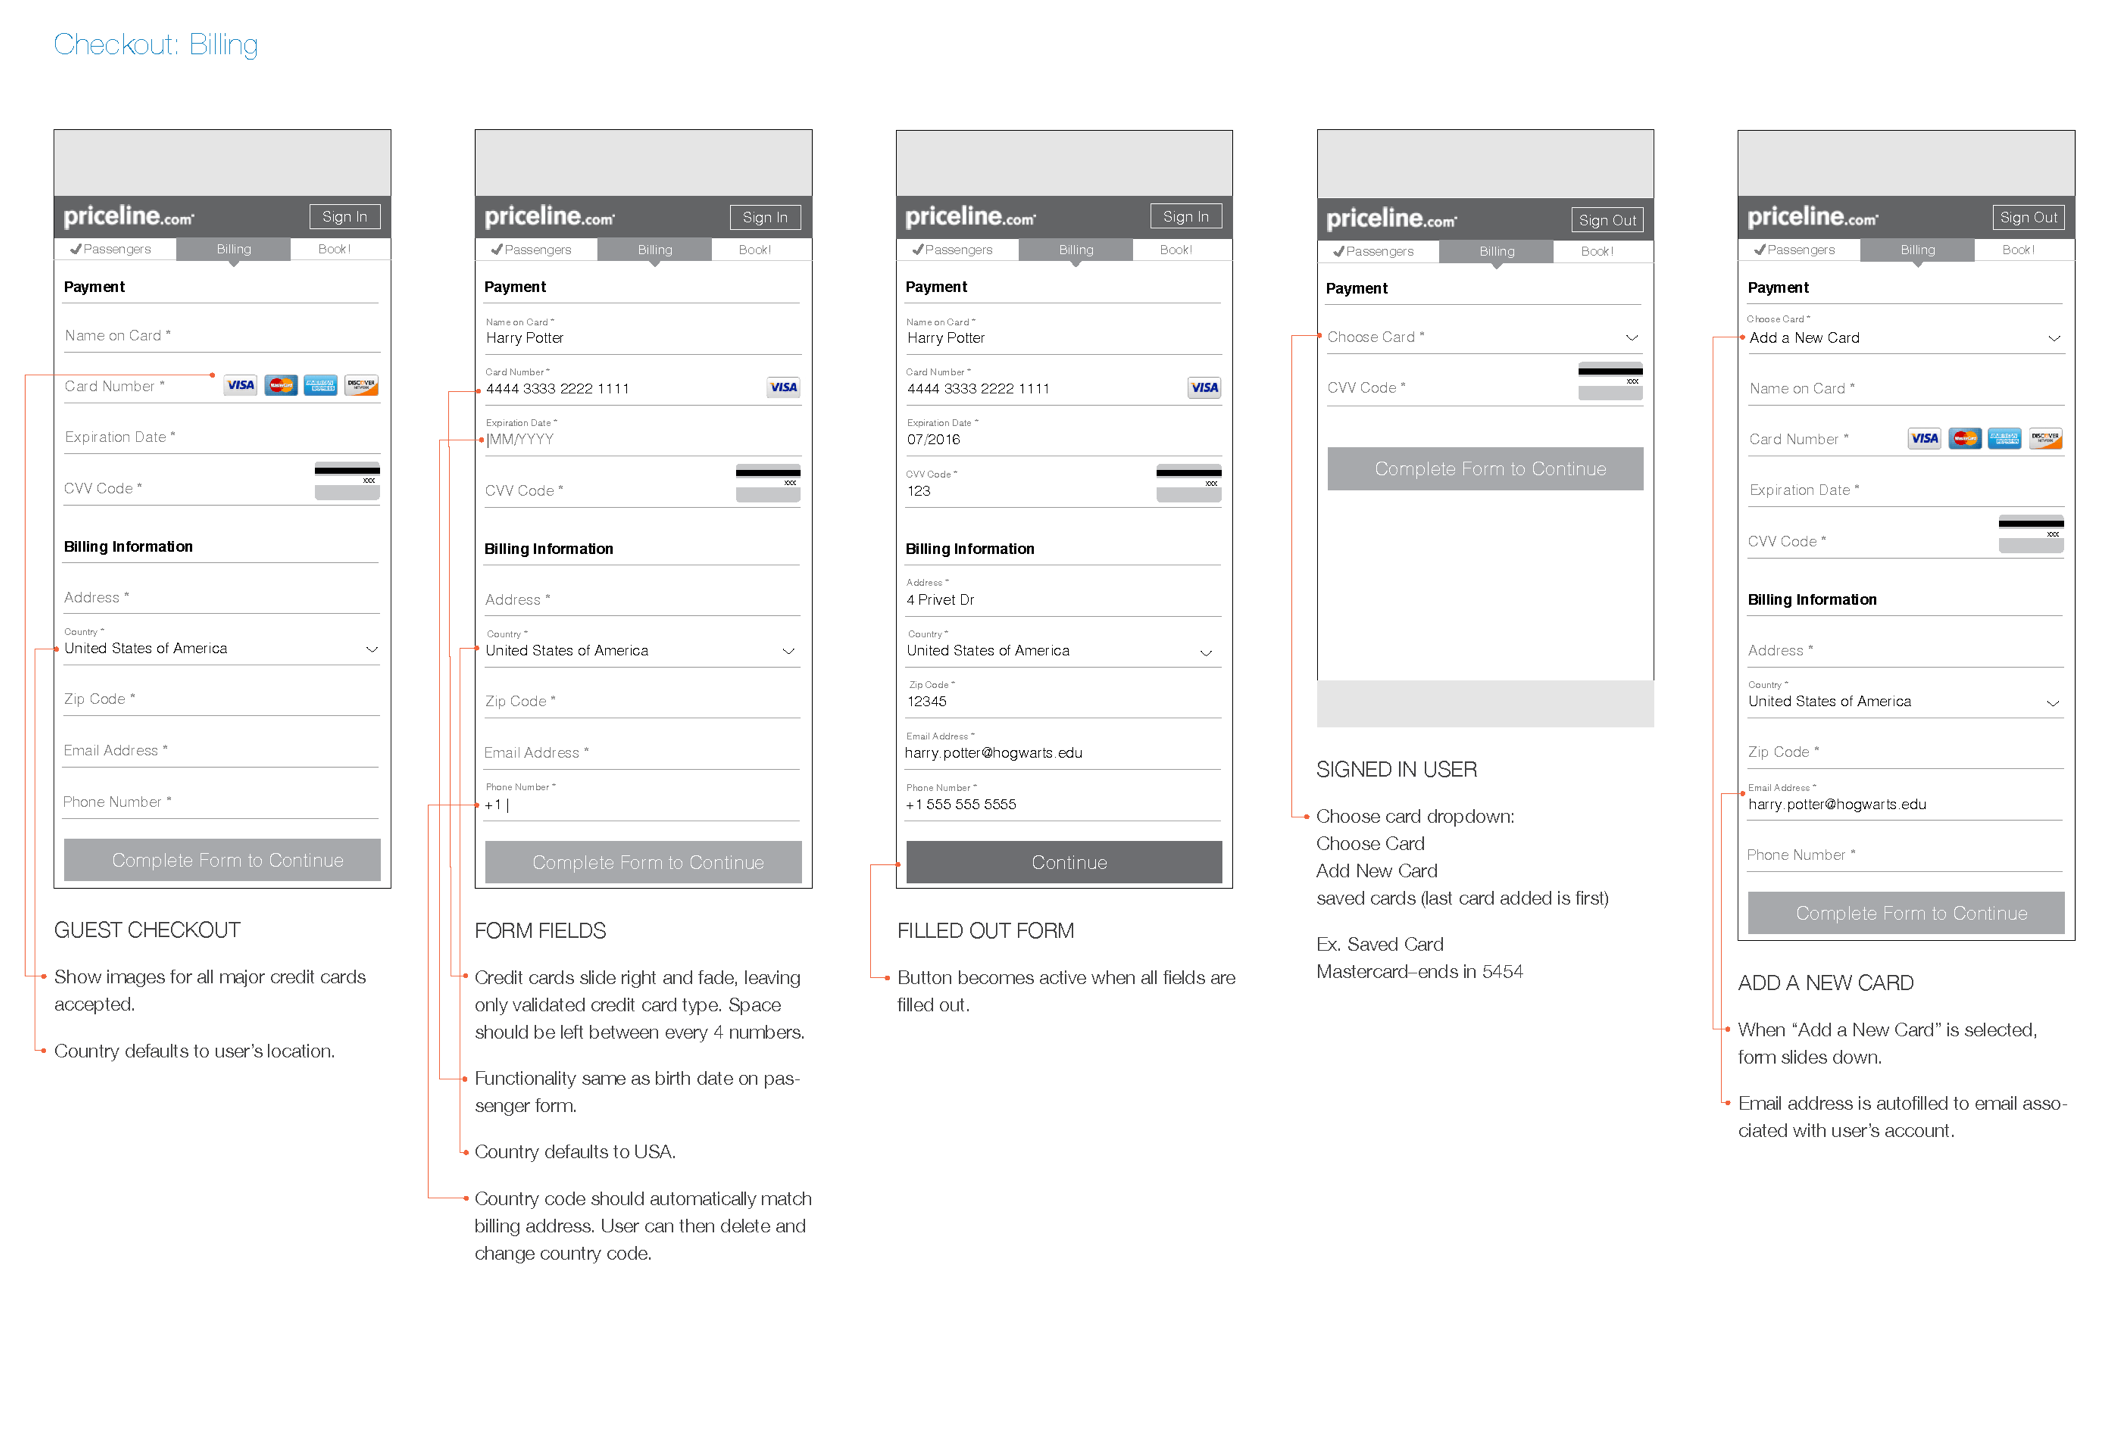 Checkout: Billing
priceline.com
Sign In
✔Passengers
Billing
Book!
Payment
Name on Card *
Card Number *
VISA
MasterCard
DISCOVER
Expiration Date *
xxx
CVV Code *
Billing Information
Address *
Country *
United States of America
Zip Code *
Email Address *
Phone Number *
Complete Form to Continue
GUEST CHECKOUT
Show images for all major credit cards
accepted.
Country defaults to user's location.
priceline.com
Sign In
✔Passengers
Billing
Book!
Payment
Name on Card *
Harry Potter
Card Number *
4444 3333 2222 1111
VISA
Expiration Date *
|MM/YYYY
xxx
CVV Code *
Billing Information
Address *
Country *
United States of America
Zip Code *
Email Address *
Phone Number *
+1 |
Complete Form to Continue
FORM FIELDS
Credit cards slide right and fade, leaving
only validated credit card type. Space
should be left between every 4 numbers.
Functionality same as birth date on pas-
senger form.
Country defaults to USA.
Country code should automatically match
billing address. User can then delete and
change country code.
priceline.com
Sign In
✔Passengers
Billing
Book!
Payment
Name on Card *
Harry Potter
Card Number *
4444 3333 2222 1111
VISA
Expiration Date *
07/2016
CVV Code *
xxx
123
Billing Information
Address *
4 Privet Dr
Country *
United States of America
Zip Code *
12345
Email Address *
harry.potter@hogwarts.edu
Phone Number *
+1 555 555 5555
Continue
FILLED OUT FORM
Button becomes active when all fields are
filled out.
priceline.com
Sign Out
✔Passengers
Billing
Book!
Payment
Choose Card *
xxx
CVV Code *
Complete Form to Continue
SIGNED IN USER
Choose card dropdown:
Choose Card
Add New Card
saved cards (last card added is first)
Ex. Saved Card
Mastercard–ends in 5454
priceline.com
Sign Out
✔Passengers
Billing
Book!
Payment
Choose Card *
Add a New Card
Name on Card *
Card Number *
VISA
MasterCard
DISCOVER
Expiration Date *
xxx
CVV Code *
Billing Information
Address *
Country *
United States of America
Zip Code *
Email Address *
harry.potter@hogwarts.edu
Phone Number *
Complete Form to Continue
ADD A NEW CARD
When “Add a New Card” is selected,
form slides down.
Email address is autofilled to email asso-
ciated with user's account.